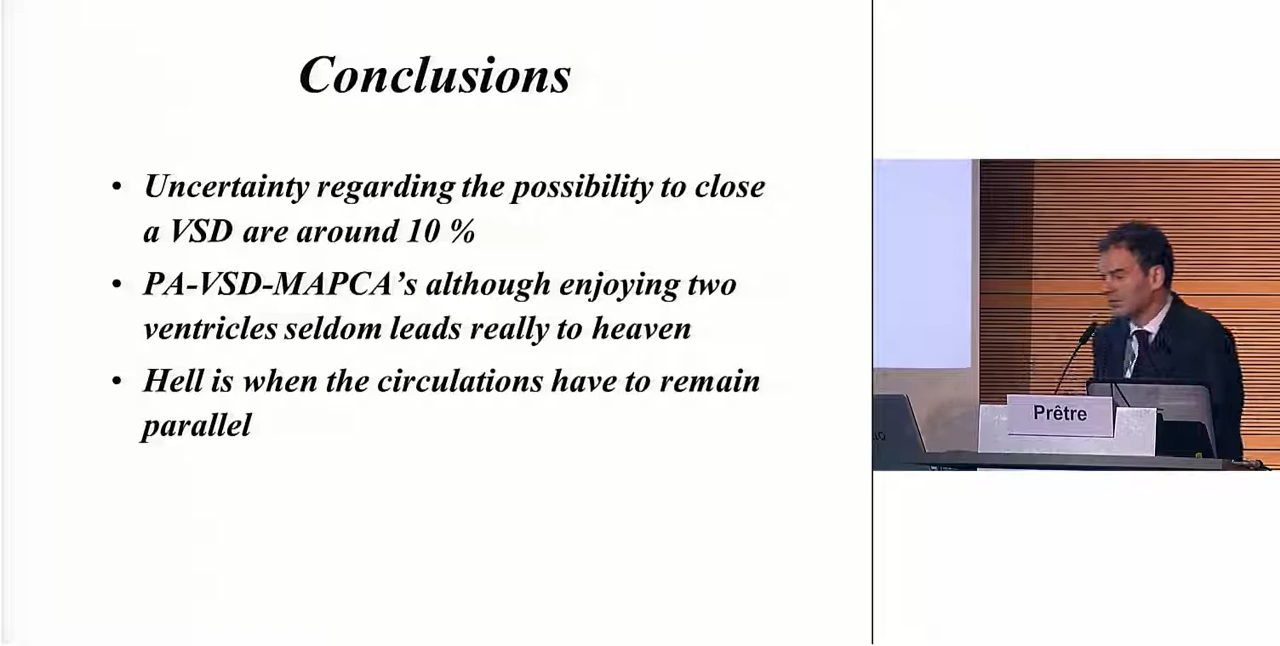 Conclusions
• Uncertainty regarding the possibility to close
a VSD are around 10 %
• PA-VSD-MAPCA’s although enjoying two
ventricles seldom leads really to heaven
• Hell is when the circulations have to remain
parallel
Prêtre